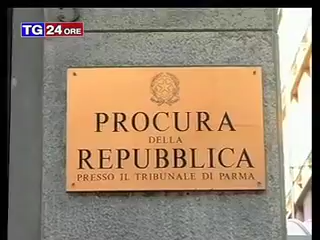 TG24ORE
PROCURA
DELLA
REPUBBLICA
PRESSO IL TRIBUNALE DI PARMA